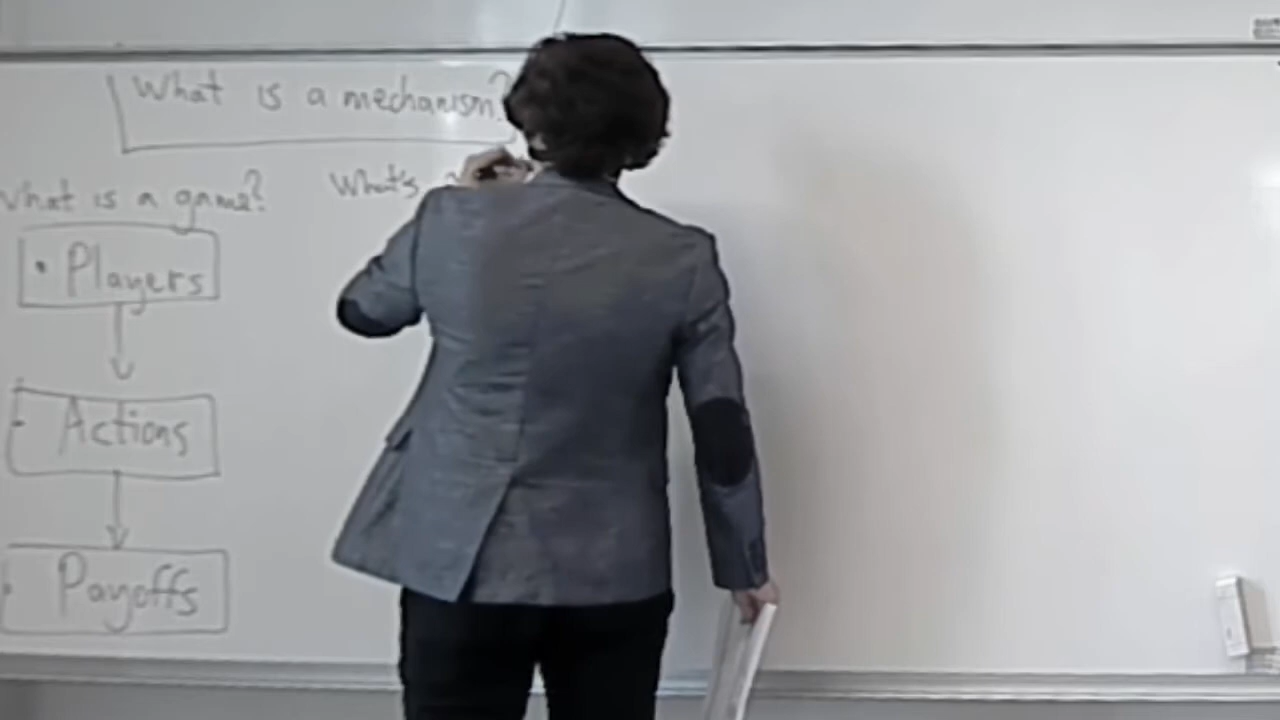 What is a mechanism?
What is a game?
What's
• Players
• Actions
• Payoffs